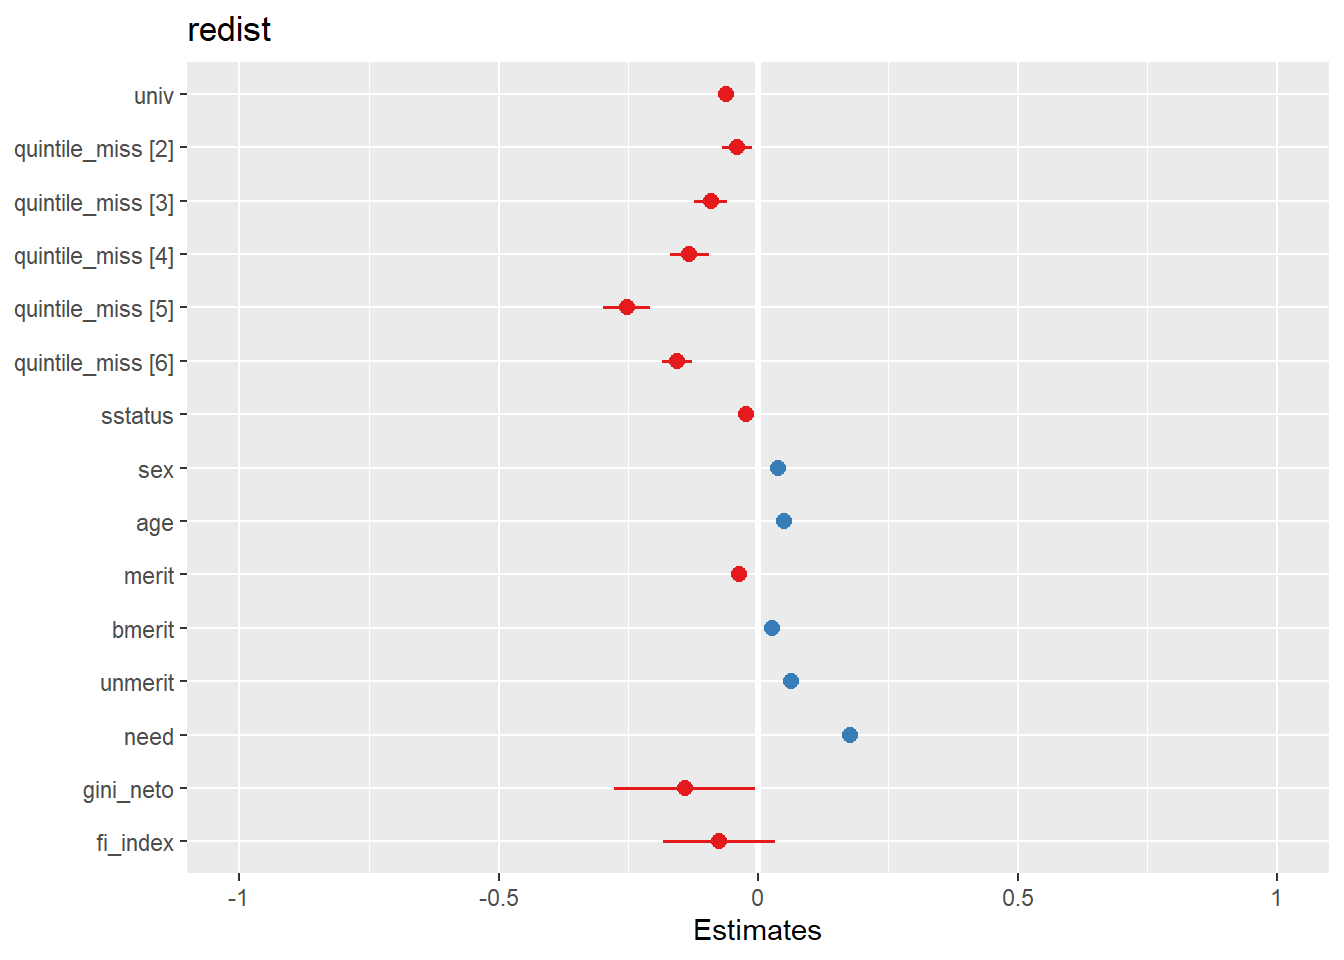 redist
univ
quintile_miss [2]
quintile_miss [3]
quintile_miss [4]
quintile_miss [5]
quintile_miss [6]
sstatus
sex
age
merit
bmerit
unmerit
need
gini_neto
fi_index
-1 -0.5 0 0.5 1
Estimates